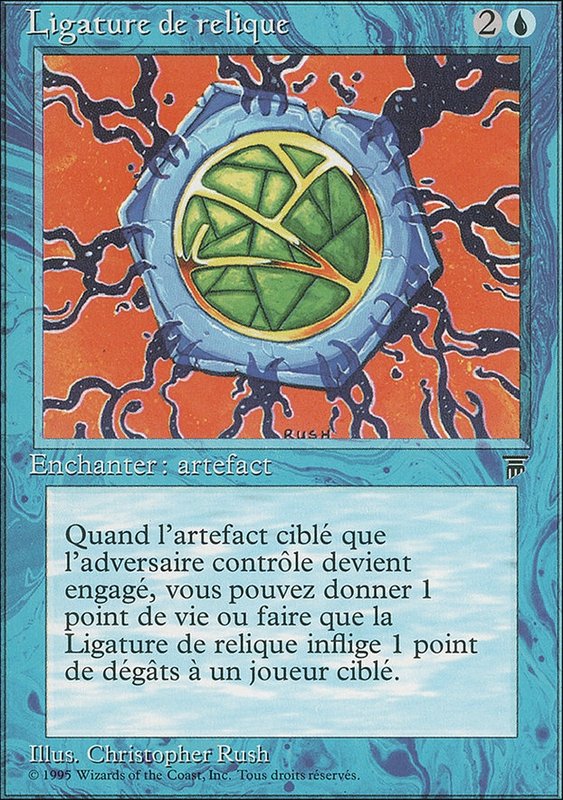 Ligature de relique 2
RUSH
Enchanter : artefact
Quand l'artefact ciblé que
l'adversaire contrôle devient
engagé, vous pouvez donner 1
point de vie ou faire que la
Ligature de relique inflige 1 point
de dégâts à un joueur ciblé.
Illus. Christopher Rush
© 1995 Wizards of the Coast, Inc. Tous droits réservés.